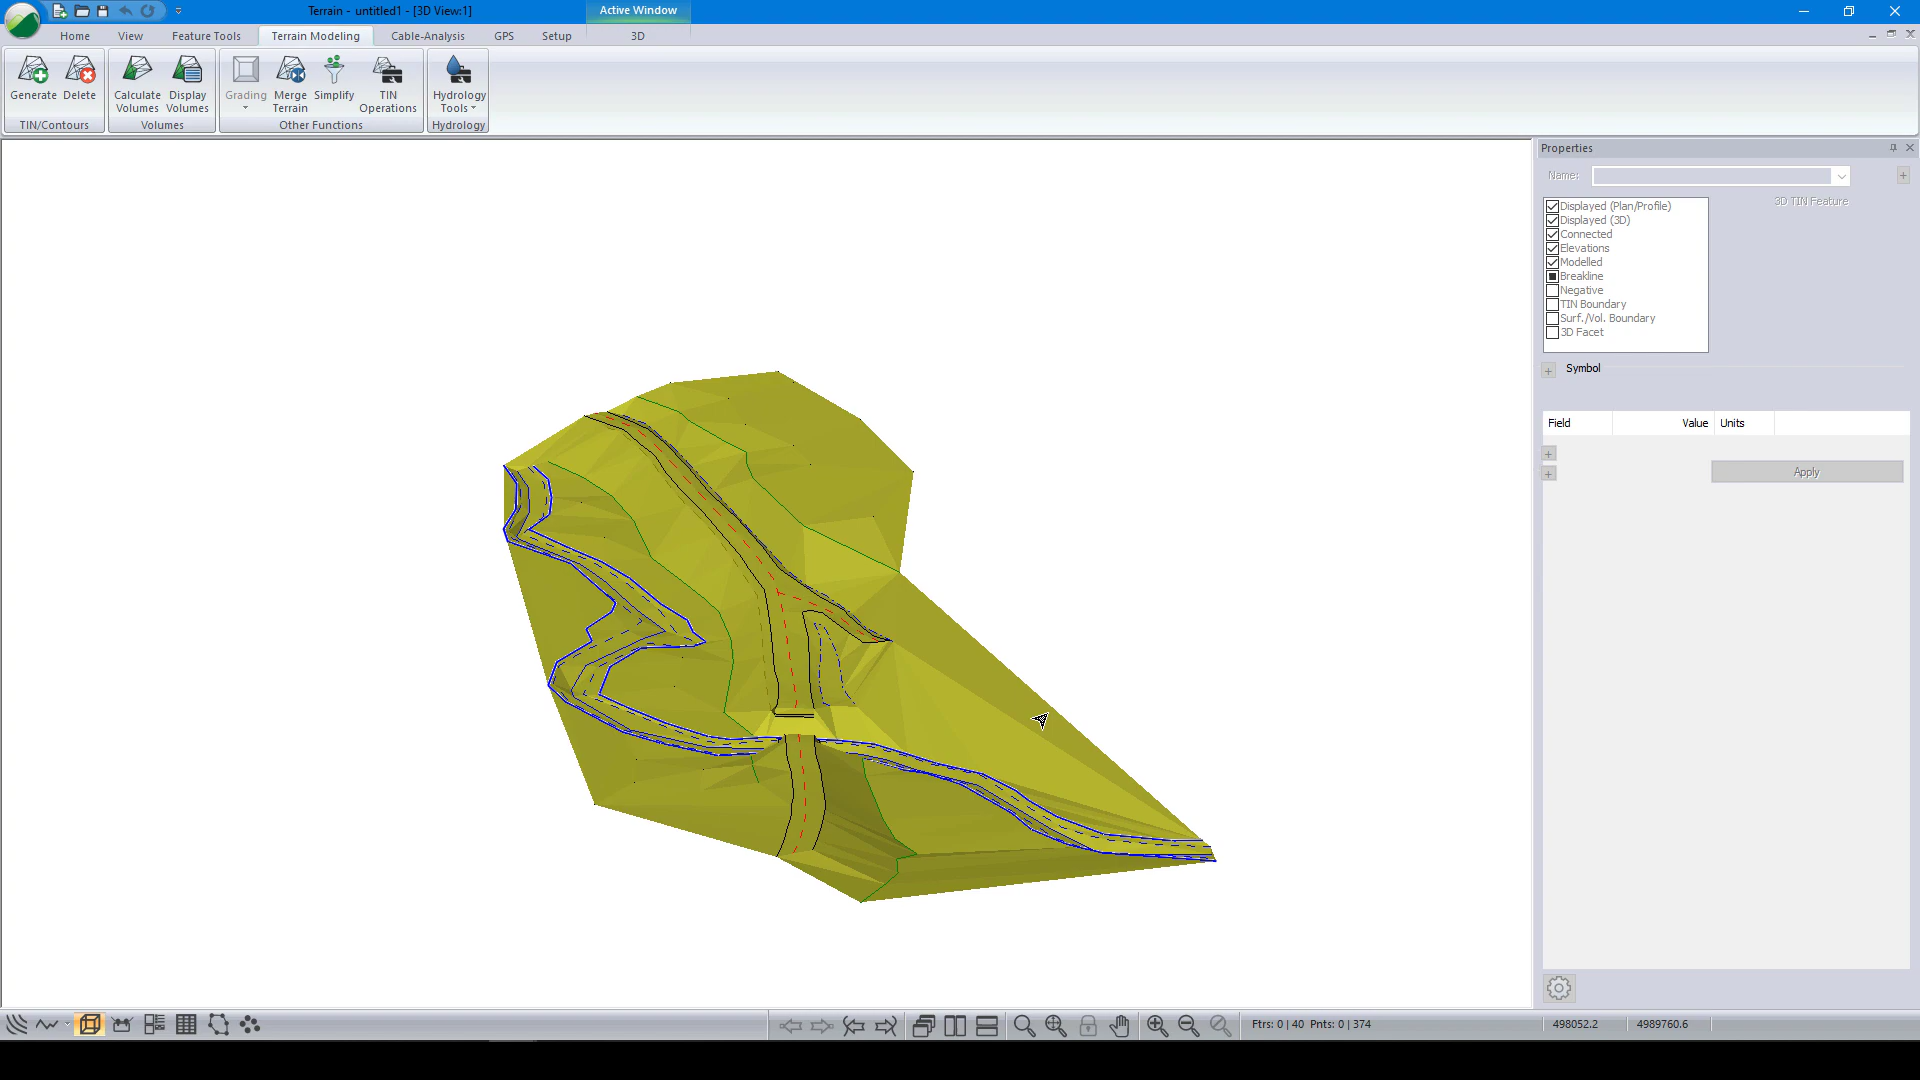 Terrain - untitled1 - [3D View:1]
Active Window
Home View Feature Tools Terrain Modeling Cable-Analysis GPS Setup 3D
Generate Delete Calculate Volumes Display Volumes Grading Merge Terrain Simplify TIN Operations Hydrology Tools
TIN/Contours Volumes Other Functions Hydrology
Properties
Name:
3D TIN Feature
Displayed (Plan/Profile)
Displayed (3D)
Connected
Elevations
Modelled
Breakline
Negative
TIN Boundary
Surf./Vol. Boundary
3D Facet
Symbol
Field Value Units
Apply
Ftrs: 0 | 40 Pnts: 0 | 374
498052.2 4989760.6